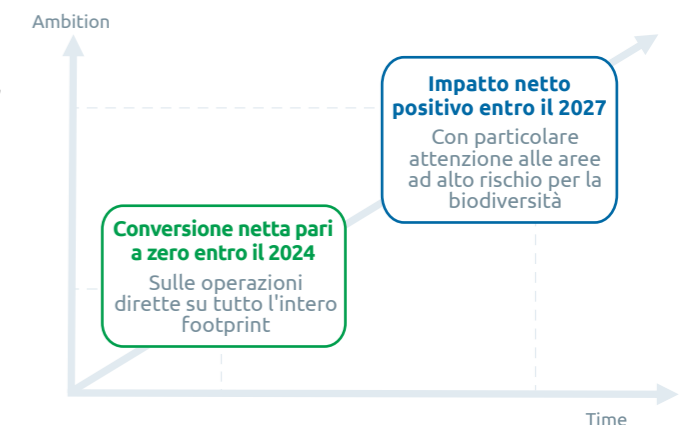 Ambition
Impatto netto
positivo entro il 2027
Con particolare
attenzione alle aree
ad alto rischio per la
biodiversità
Conversione netta pari
a zero entro il 2024
Sulle operazioni
dirette su tutto l'intero
footprint
Time